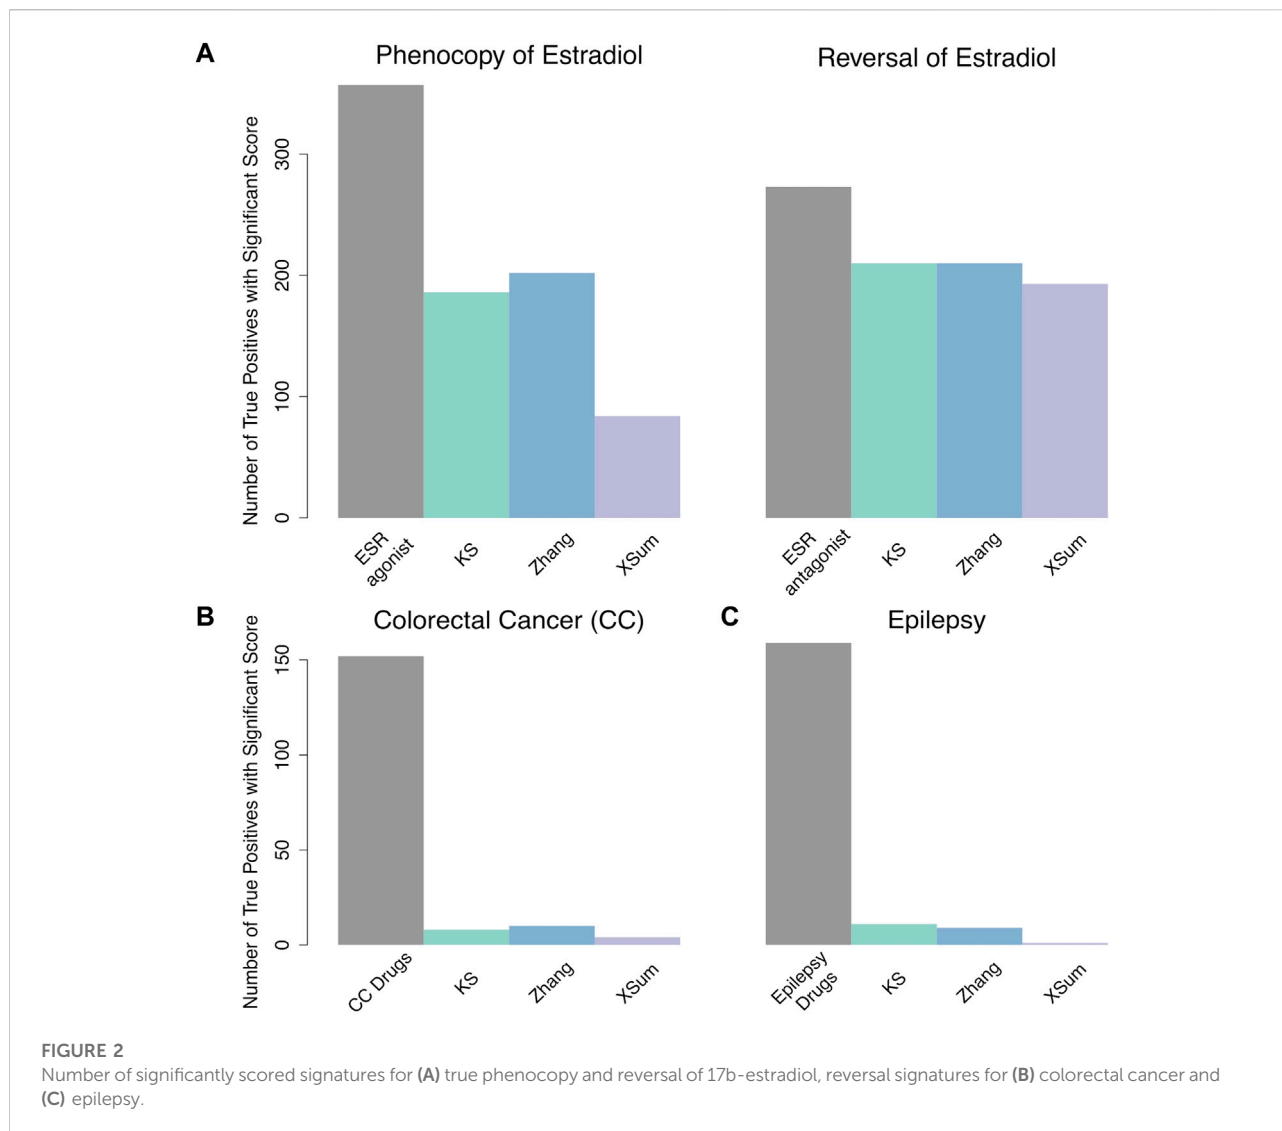 A
Phenocopy of Estradiol
Reversal of Estradiol
Number of True Positives with Significant Score
300
200
100
0
ESR
agonist
KS
Zhang
XSum
ESR
antagonist
KS
Zhang
XSum
B
Colorectal Cancer (CC)
C
Epilepsy
Number of True Positives with Significant Score
150
100
50
0
CC Drugs
KS
Zhang
XSum
Epilepsy
Drugs
KS
Zhang
XSum
FIGURE 2
Number of significantly scored signatures for (A) true phenocopy and reversal of 17b-estradiol, reversal signatures for (B) colorectal cancer and
(C) epilepsy.